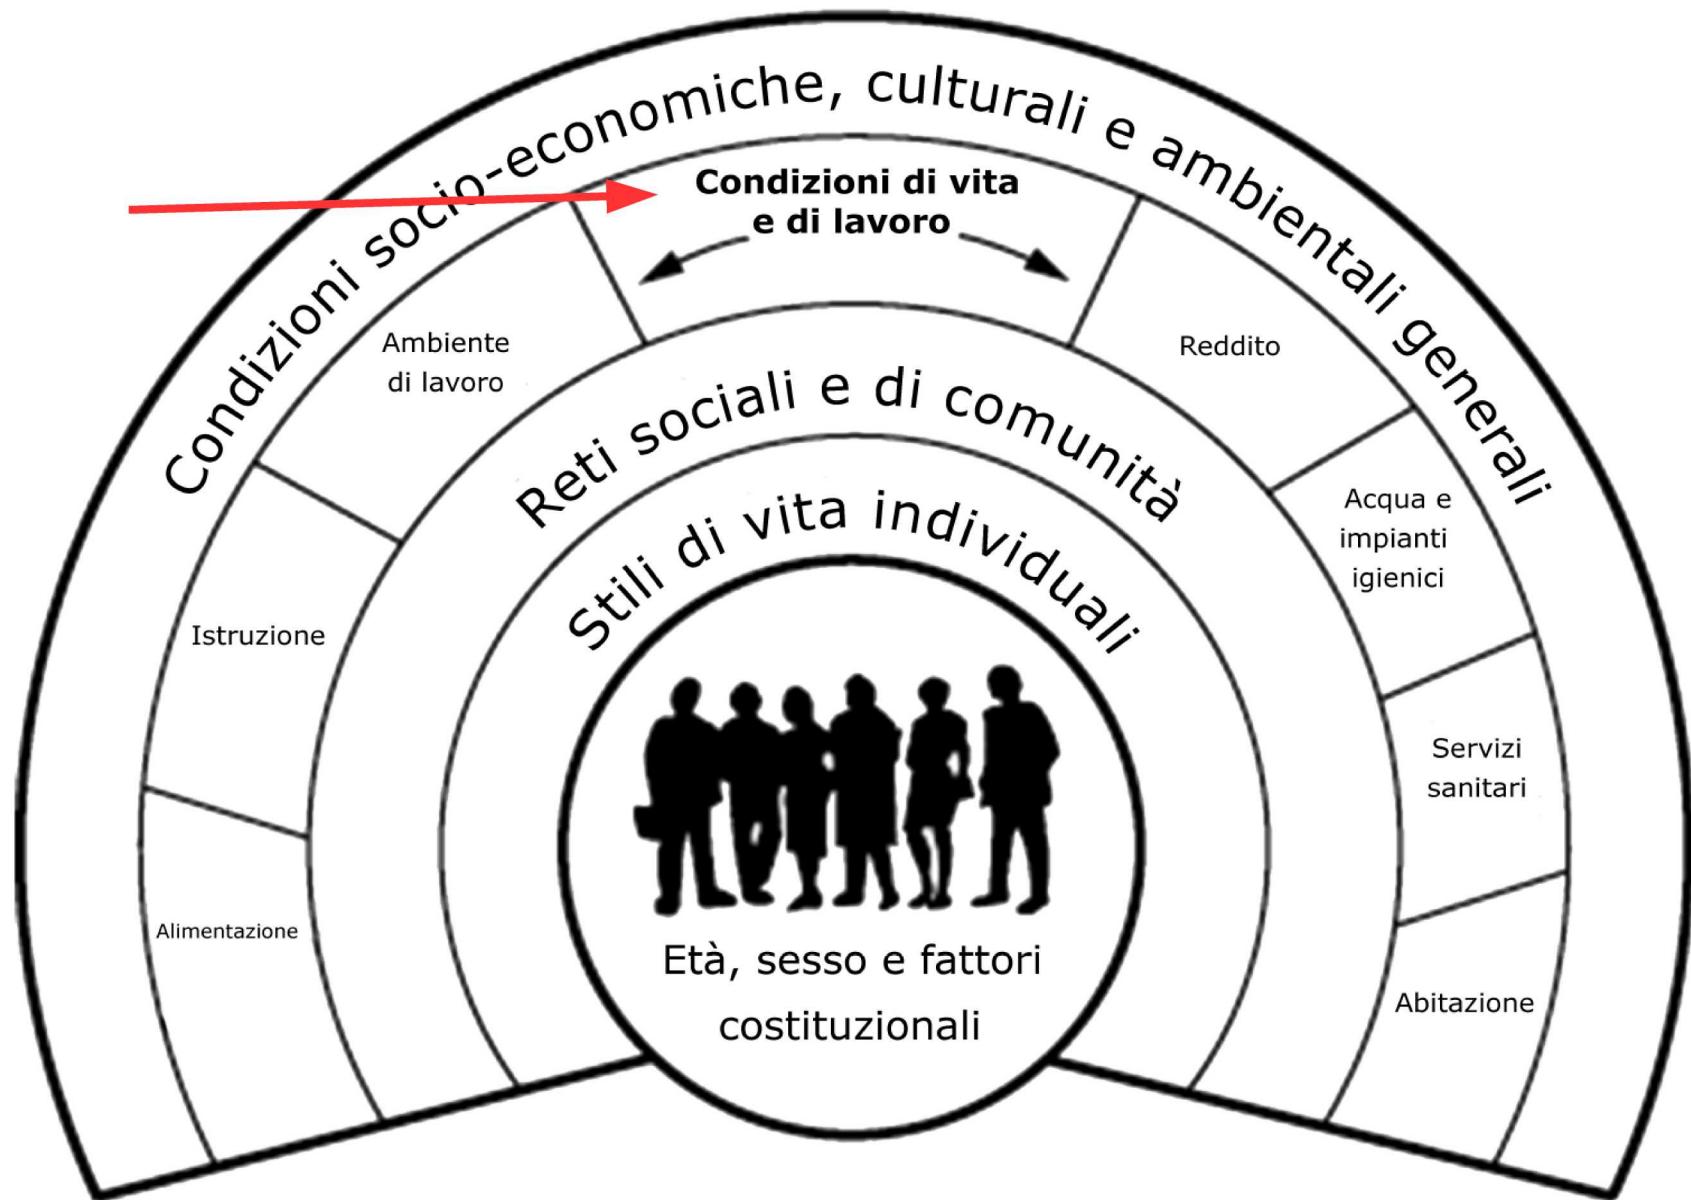 Condizioni socio-economiche, culturali e ambientali generali
Condizioni di vita
e di lavoro
Ambiente
di lavoro
Reddito
Reti sociali e di comunità
Acqua e
impianti
igienici
Stili di vita individuali
Istruzione
Servizi
sanitari
Alimentazione
Età, sesso e fattori
costituzionali
Abitazione